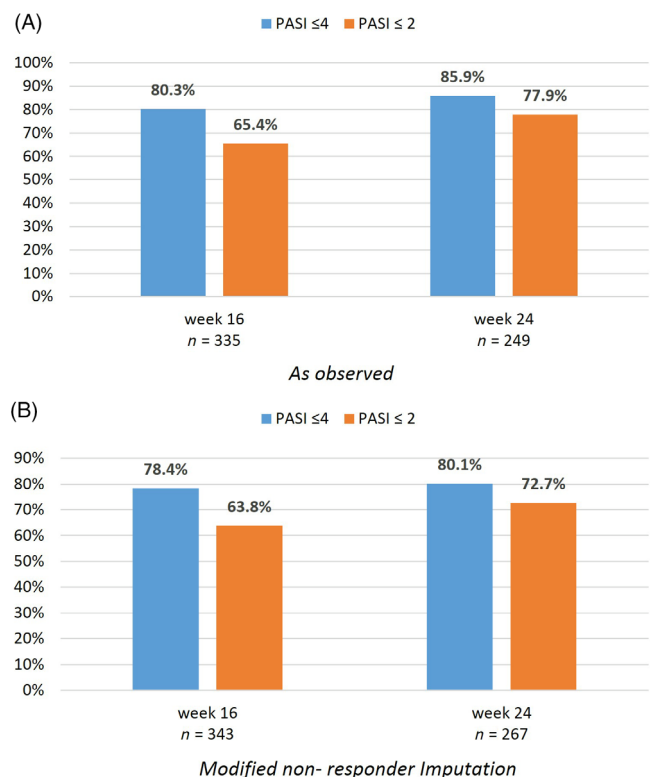 (A)
PASI ≤4 PASI ≤ 2
100%
90%
80%
70%
60%
50%
40%
30%
20%
10%
0%
80.3%
65.4%
85.9%
77.9%
week 16
n = 335
week 24
n = 249
As observed
(B)
PASI ≤4 PASI ≤ 2
90%
80%
70%
60%
50%
40%
30%
20%
10%
0%
78.4%
63.8%
80.1%
72.7%
week 16
n = 343
week 24
n = 267
Modified non- responder Imputation